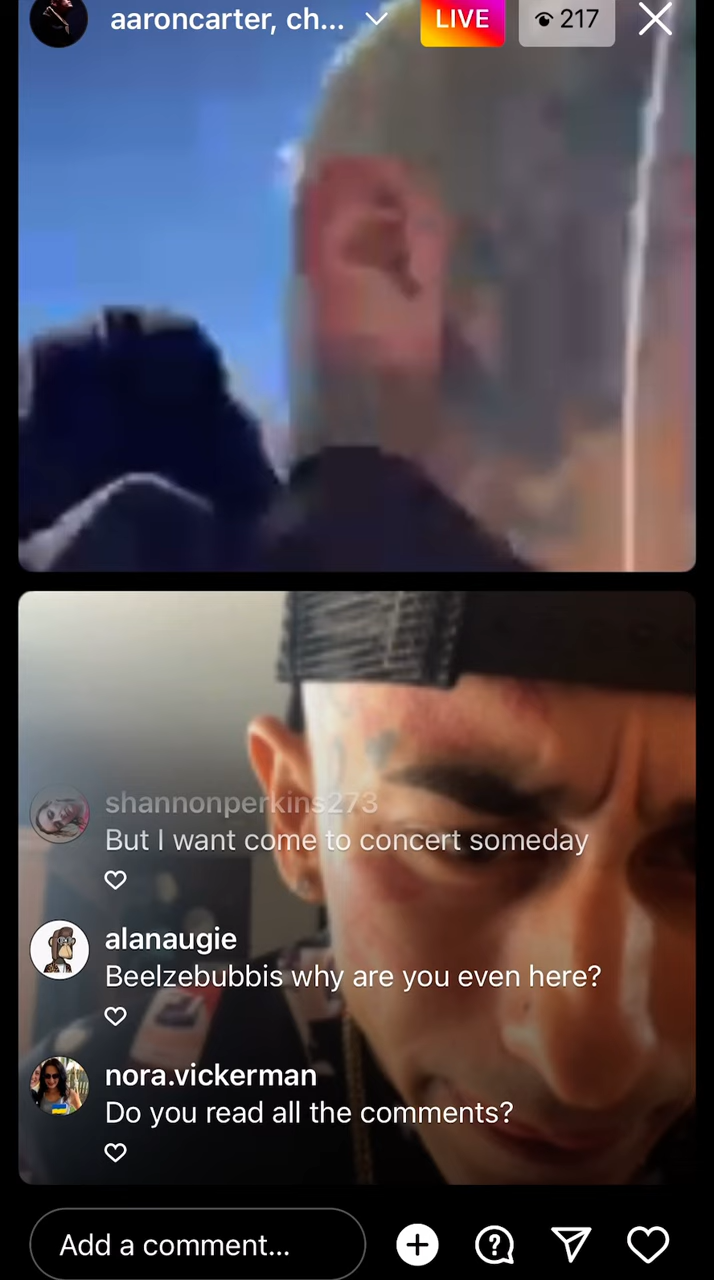 aaroncarter, ch...
LIVE
217
shannonperkins273
But I want come to concert someday
alanaugie
Beelzebubbis why are you even here?
nora.vickerman
Do you read all the comments?
Add a comment...